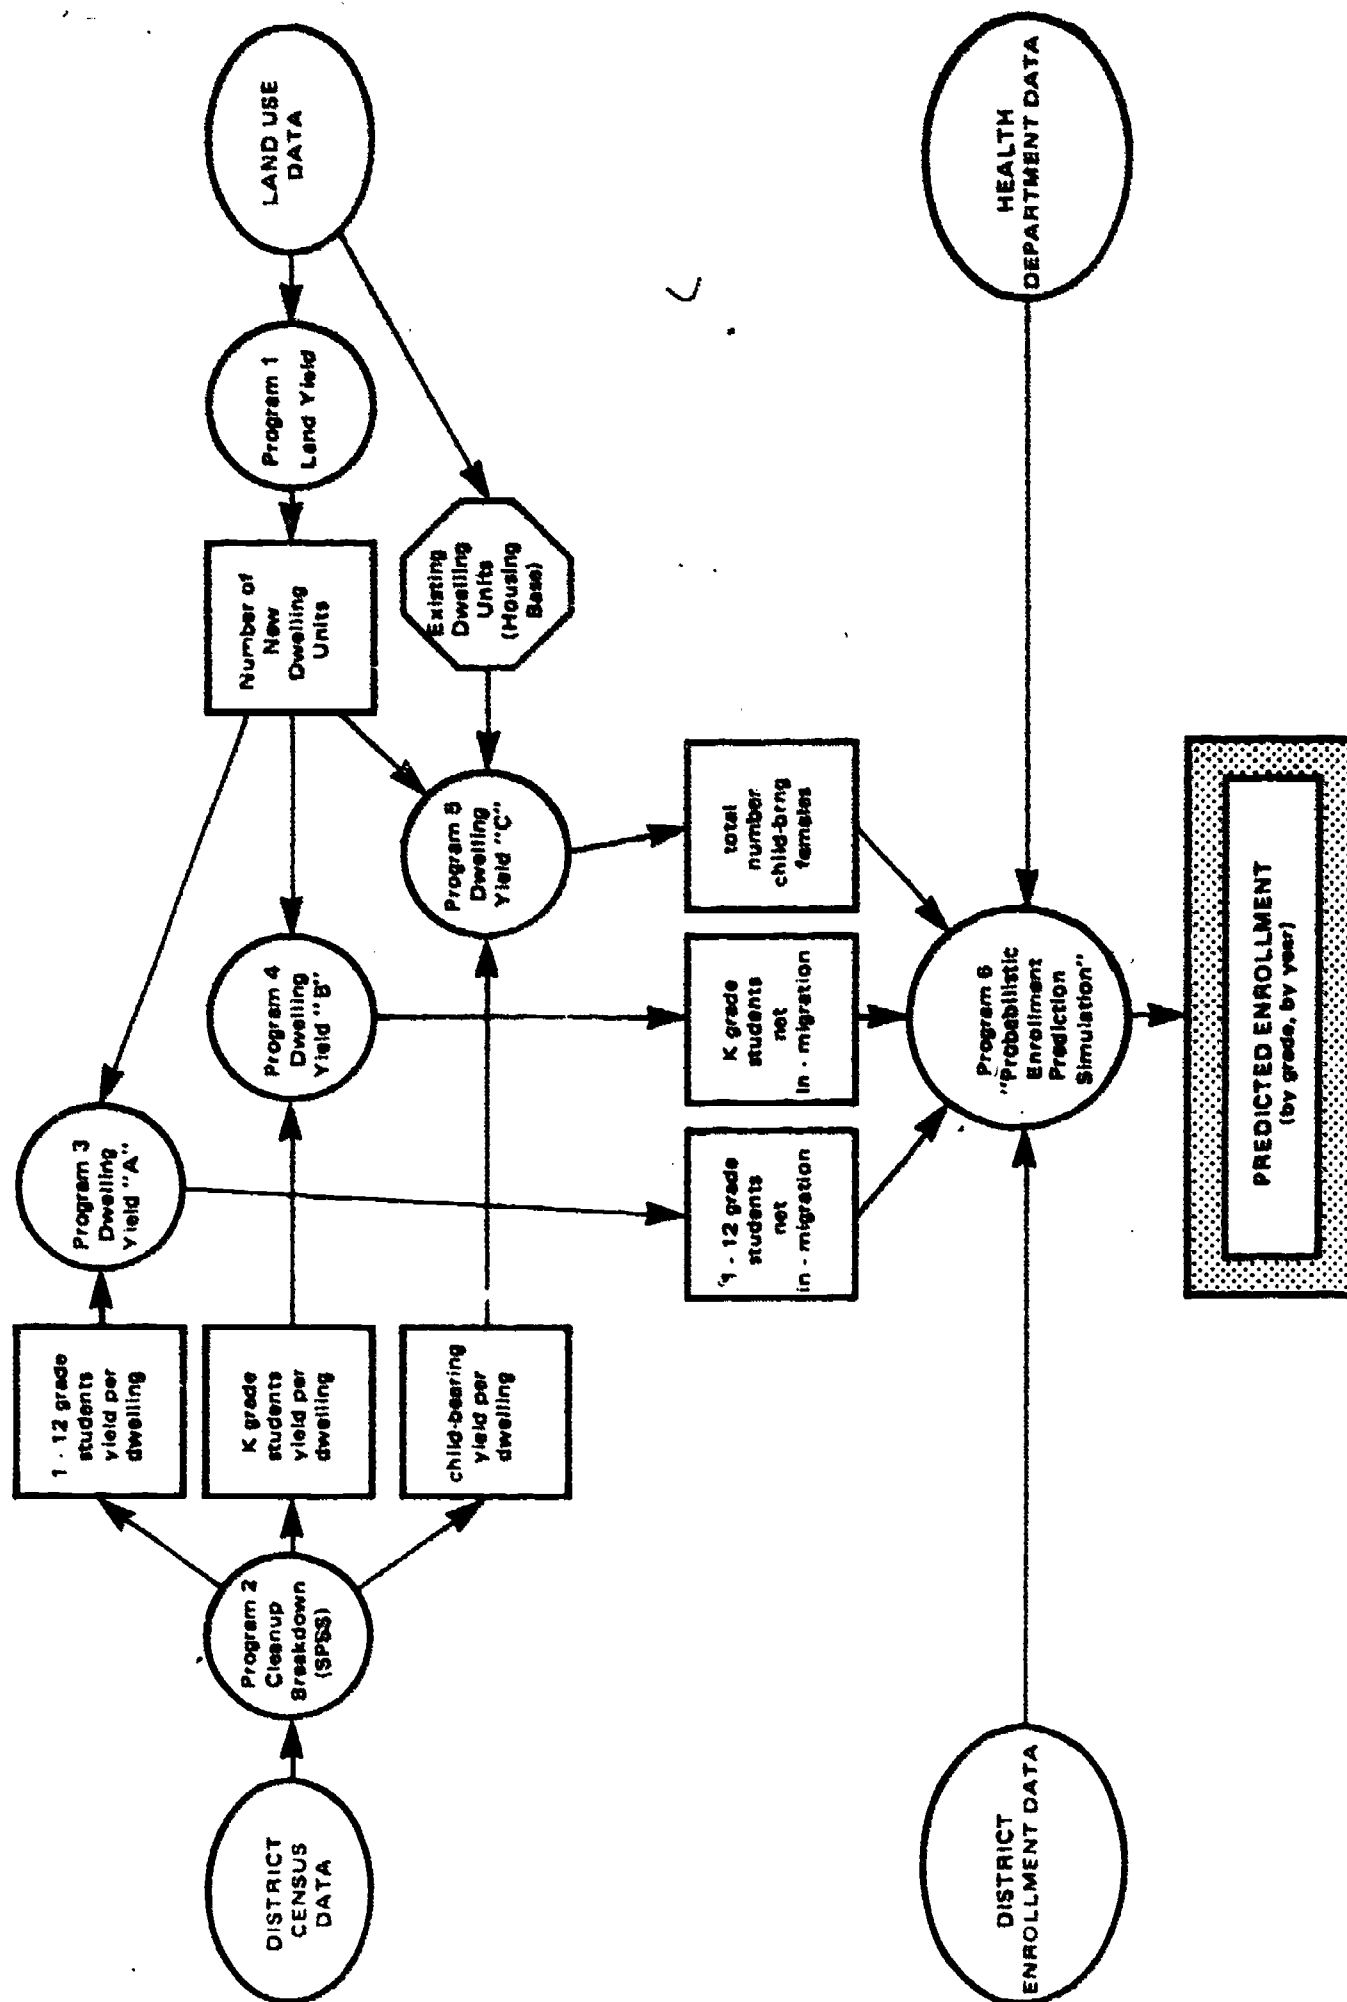 DISTRICT
CENSUS
DATA
Program 2
Cleanup
Breakdown
(SPSS)
1 - 12 grade
students
yield per
dwelling
K grade
students
yield per
dwelling
child-bearing
yield per
dwelling
Program 3
Dwelling
Yield "A"
Program 4
Dwelling
Yield "B"
Program 5
Dwelling
Yield "C"
Number of
New
Dwelling
Units
Existing
Dwelling
Units
(Housing
Base)
Program 1
Land Yield
LAND USE
DATA
1 - 12 grade
students
net
in - migration
K grade
students
net
in - migration
total
number
child-brng
females
DISTRICT
ENROLLMENT DATA
Program 6
"Probabilistic
Enrollment
Prediction
Simulation"
HEALTH
DEPARTMENT DATA
PREDICTED ENROLLMENT
(by grade, by year)